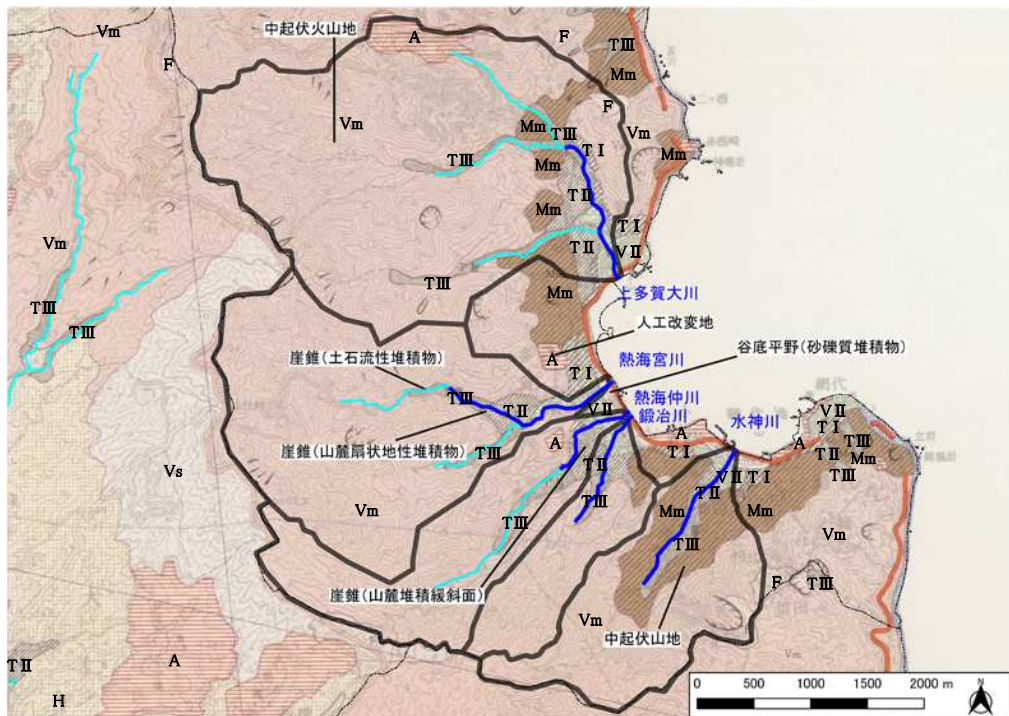 中起伏火山地
A
F
TⅢ
Vm
F
Mm
F
Vm
Mm
TⅢ
Vm
TⅠ
Mm
TⅢ
Mm
TⅡ
Mm
TⅠ
Vm
TⅡ
VⅡ
TⅢ
Mm
上多賀大川
TⅢ
TⅢ
人工改変地
崖錐(土石流性堆積物)
A
谷底平野(砂礫質堆積物)
TⅠ
熱海宮川
網代
TⅢ
熱海仲川
TⅡ
VⅡ
鍛冶川
水神川
VⅡ
崖錐(山麓扇状地性堆積物)
A
A
A
TⅠ
TⅢ
TⅠ
TⅡ
Mm
TⅢ
TⅡ
VⅡ
TⅠ
TⅢ
Vs
TⅡ
TⅢ
Vm
TⅢ
Mm
Mm
Vm
TⅢ
F
TⅢ
崖錐(山麓堆積緩斜面)
Vm
中起伏山地
Vm
TⅡ
A
H
0 500 1000 1500 2000 m
N